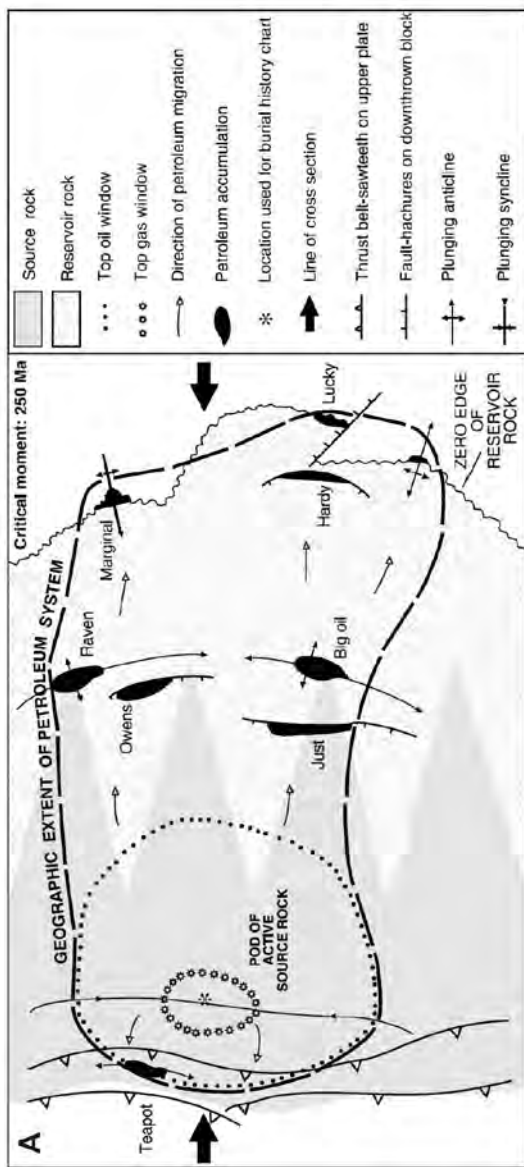 A
Critical moment: 250 Ma
GEOGRAPHIC EXTENT OF PETROLEUM SYSTEM
Teapot
POD OF
ACTIVE
SOURCE ROCK
Raven
Owens
Marginal
Just
Big oil
Hardy
Lucky
ZERO EDGE
OF
RESERVOIR
ROCK
Source rock
Reservoir rock
Top oil window
Top gas window
Direction of petroleum migration
Petroleum accumulation
Location used for burial history chart
Line of cross section
Thrust belt-sawteeth on upper plate
Fault-hachures on downthrown block
Plunging anticline
Plunging syncline